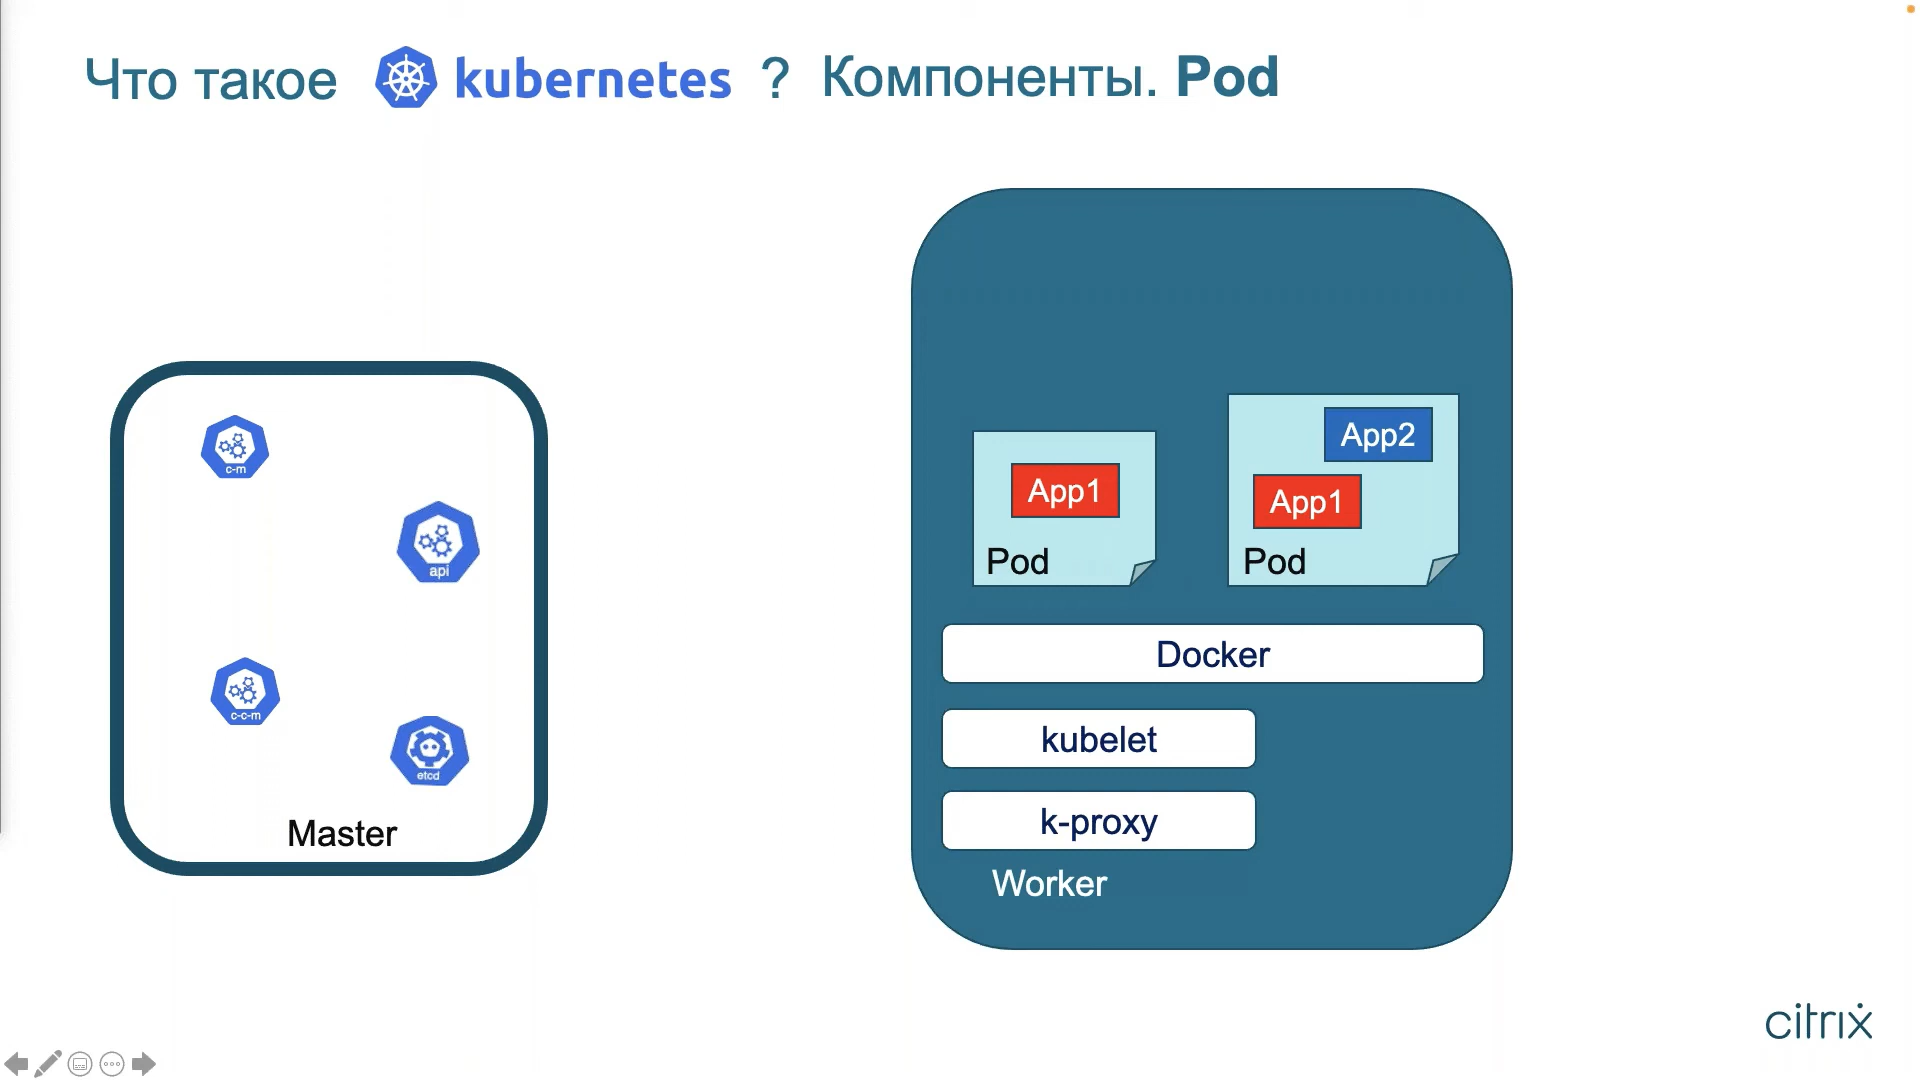 Что такое kubernetes ? Компоненты. Pod
c-m
api
c-c-m
etcd
Master
App1
Pod
App2
App1
Pod
Docker
kubelet
k-proxy
Worker
citrix